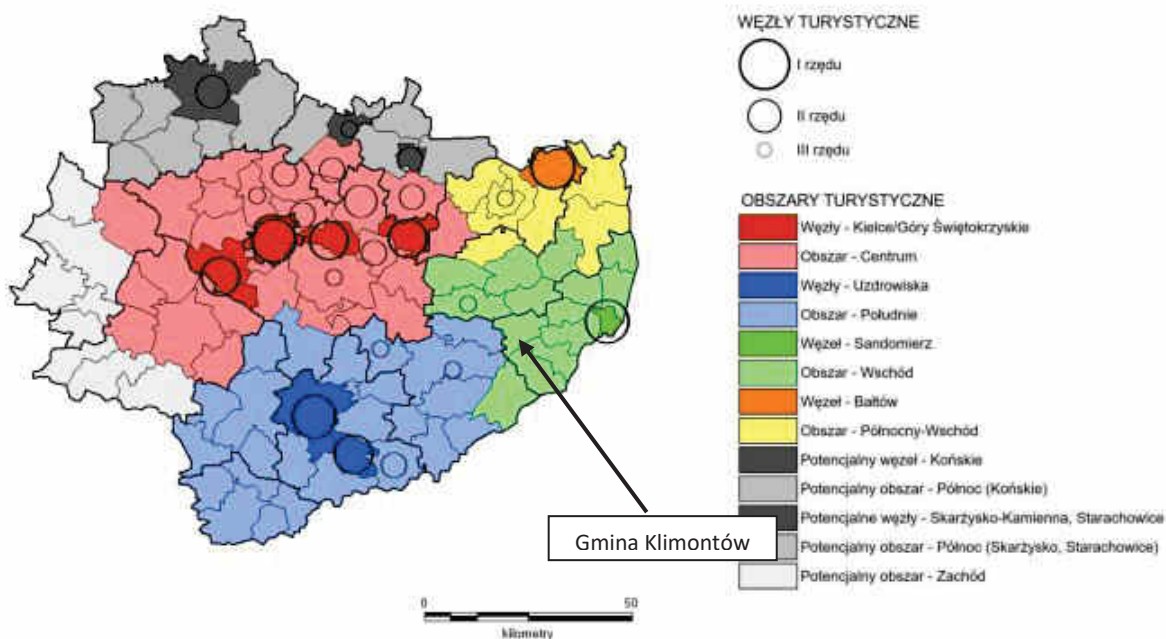 WĘZŁY TURYSTYCZNE
I rzędu
II rzędu
III rzędu
OBSZARY TURYSTYCZNE
Węzły - Kielce/Góry Świętokrzyskie
Obszar - Centrum
Węzły - Uzdrowiska
Obszar - Południe
Węzeł - Sandomierz
Obszar - Wschód
Węzeł - Bałtów
Obszar - Północny-Wschód
Potencjalny węzeł - Końskie
Potencjalny obszar - Północ (Końskie)
Potencjalne węzły - Skarżysko-Kamienna, Starachowice
Potencjalny obszar - Północ (Skarżysko, Starachowice)
Potencjalny obszar - Zachód
Gmina Klimontów
0 50
kilometry